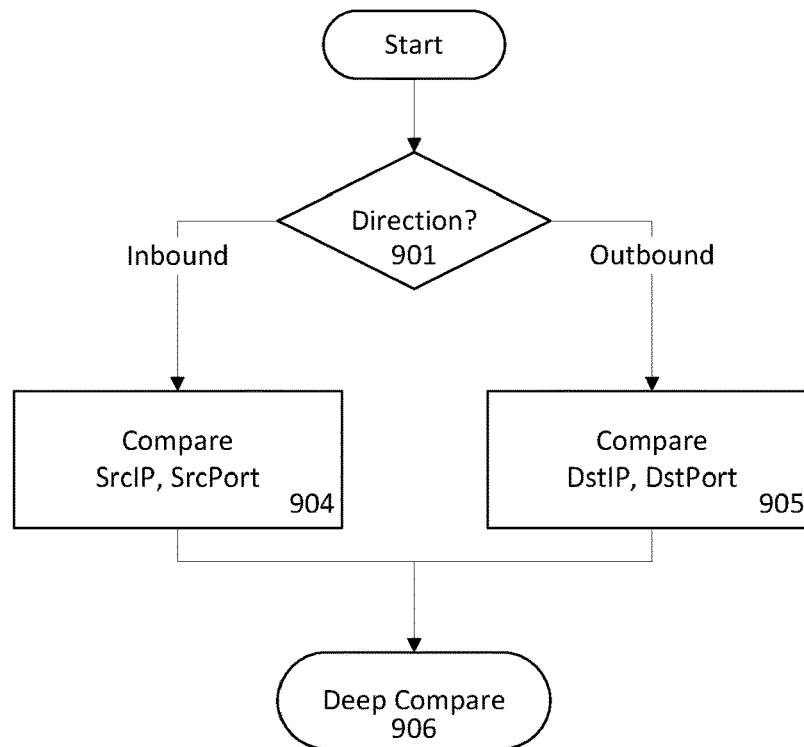 Start
Direction?
901
Inbound
Outbound
Compare
SrcIP, SrcPort
904
Compare
DstIP, DstPort
905
Deep Compare
906